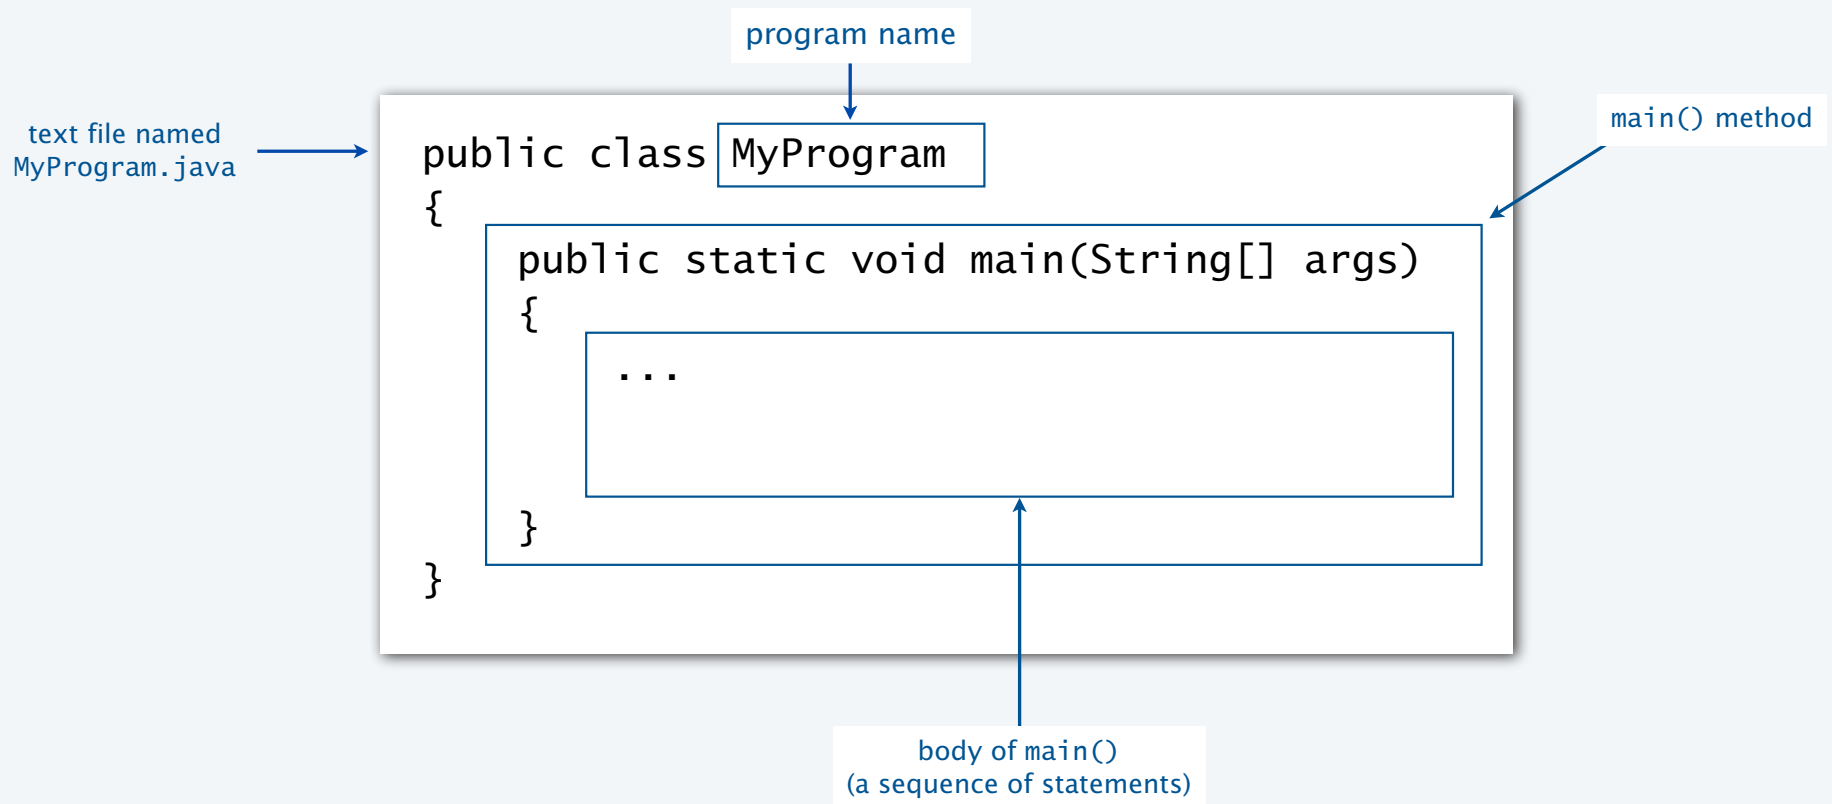 program name
text file named
MyProgram.java
main() method
public class MyProgram
{
public static void main(String[] args)
{
...
}
}
body of main()
(a sequence of statements)